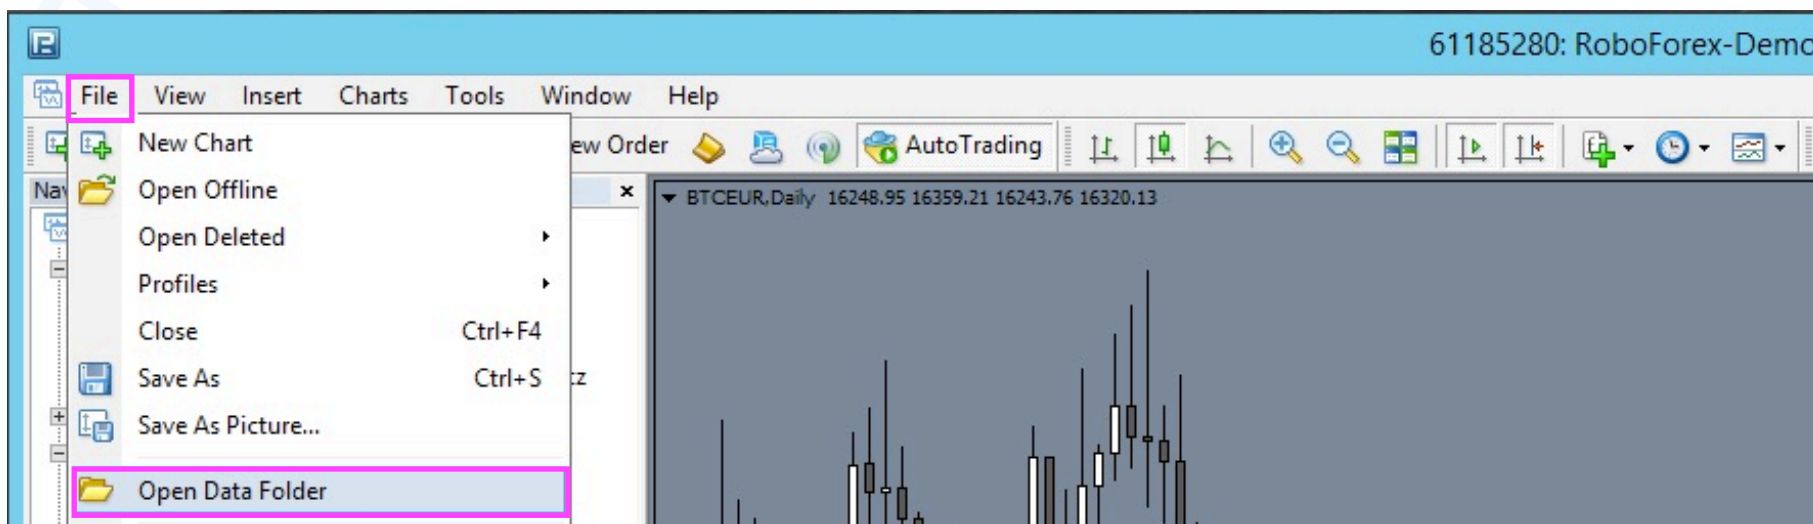 61185280: RoboForex-Demo
File View Insert Charts Tools Window Help
New Chart
ew Order AutoTrading
Nav
Open Offline
BTCEUR,Daily 16248.95 16359.21 16243.76 16320.13
Open Deleted
Profiles
Close Ctrl+F4
Save As Ctrl+S
tz
Save As Picture...
Open Data Folder